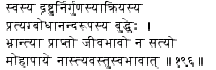 स्वस्य द्रष्टुर्निर्गुणस्याक्रियस्य
प्रत्यग्बोधानन्दरूपस्य बुद्धेः ।
भ्रान्त्या प्राप्तो जीवभावो न सत्यो
मोहापाये नास्त्यवस्तुस्वभावात् ॥ १९६॥